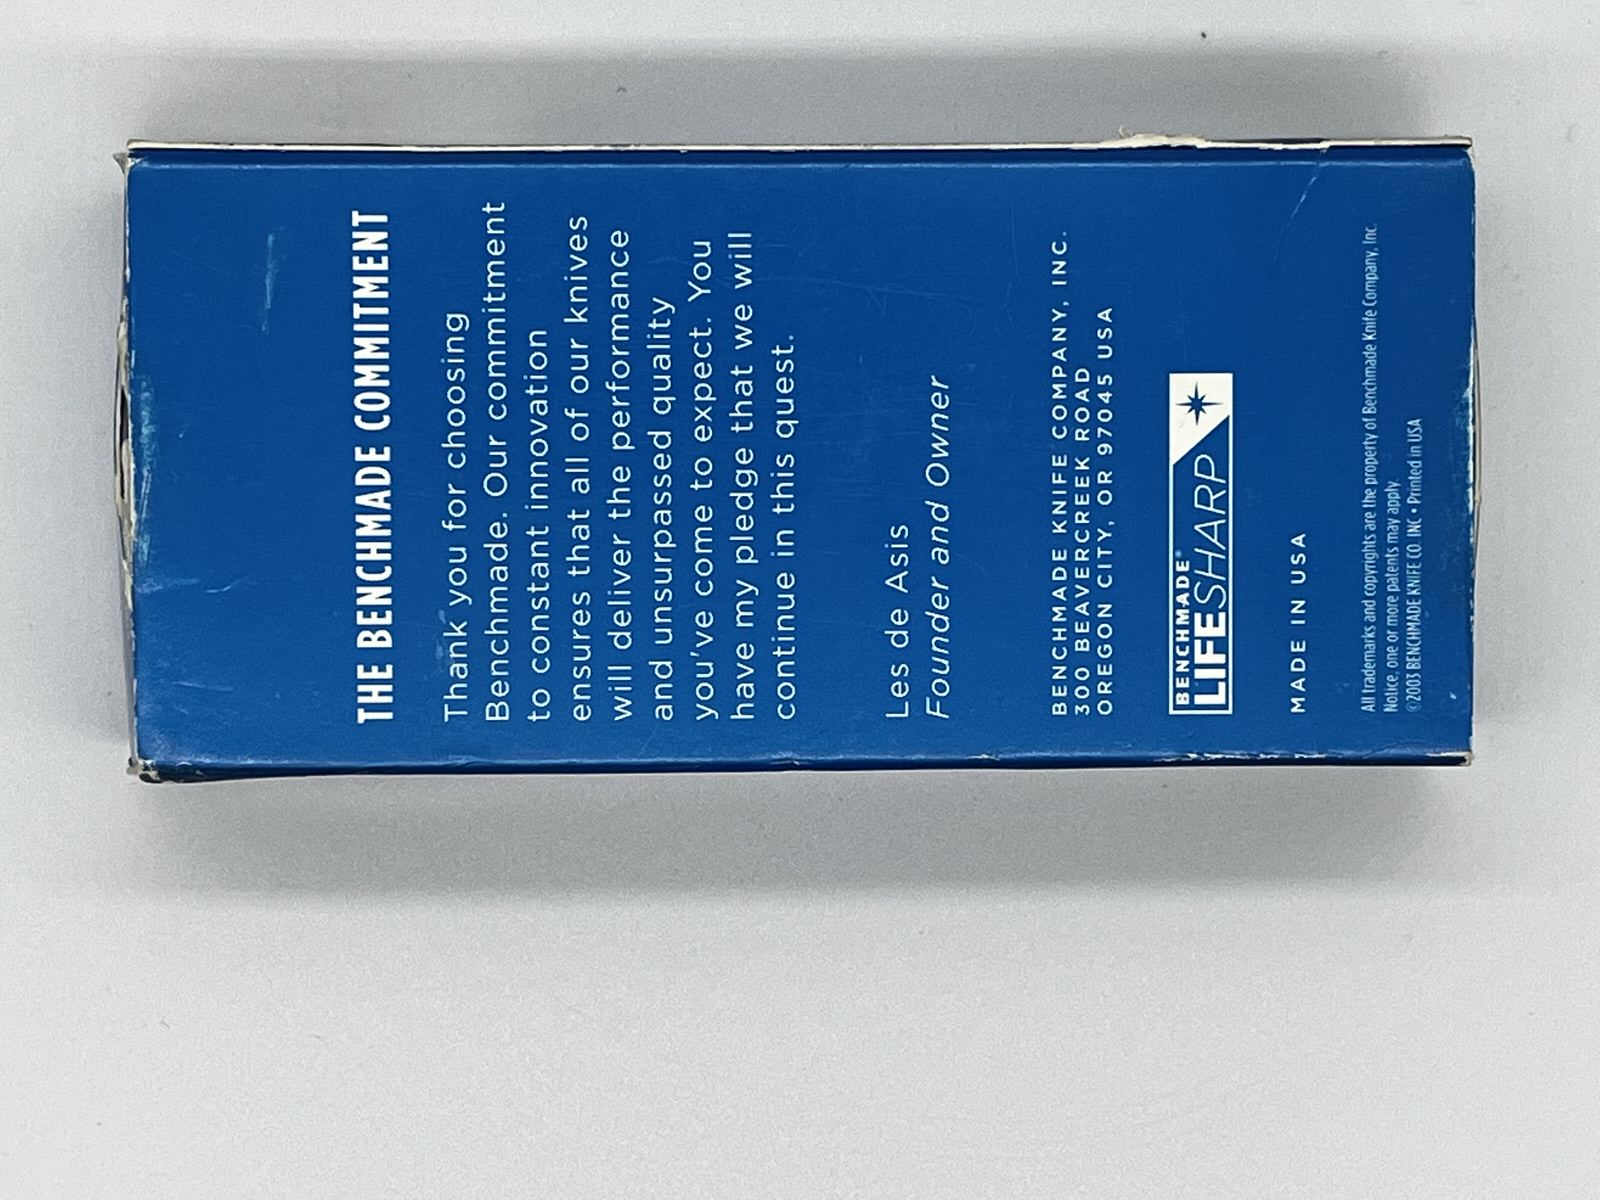 THE BENCHMADE COMMITMENT
Thank you for choosing
Benchmade. Our commitment
to constant innovation
ensures that all of our knives
will deliver the performance
and unsurpassed quality
you've come to expect. You
have my pledge that we will
continue in this quest.
Les de Asis
Founder and Owner
BENCHMADE KNIFE COMPANY, INC.
300 BEAVERCREEK ROAD
OREGON CITY, OR 97045 USA
BENCHMADE®
LIFESHARP
MADE IN USA
All trademarks and copyrights are the property of Benchmade Knife Company, Inc.
Notice, one or more patents may apply.
©2003 BENCHMADE KNIFE CO. INC • Printed in USA